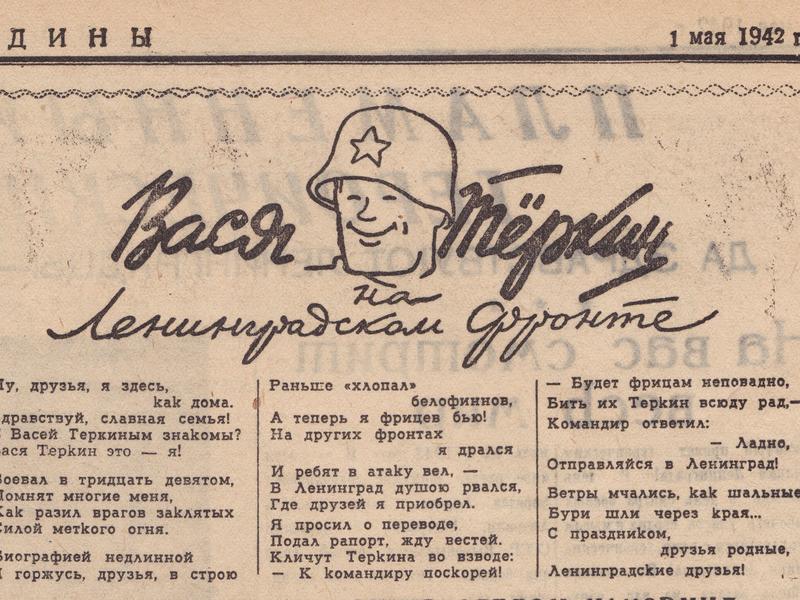 ДИНЫ
1 мая 1942 г
Вася Тёркин
на
Ленинградском фронте
Ну, друзья, я здесь,
как дома.
Здравствуй, славная семья!
С Васей Теркиным знакомы?
Вася Теркин это — я!
Воевал в тридцать девятом,
Помнят многие меня,
Как разил врагов заклятых
Силой меткого огня.
Биографией недлинной
Я горжусь, друзья, в строю
Раньше «хлопал»
белофиннов,
А теперь я фрицев бью!
На других фронтах
я дрался
И ребят в атаку вел, —
В Ленинград душою рвался,
Где друзей я приобрел.
Я просил о переводе,
Подал рапорт, жду вестей.
Кличут Теркина во взводе:
— К командиру поскорей!
— Будет фрицам неповадно,
Бить их Теркин всюду рад,—
Командир ответил:
— Ладно,
Отправляйся в Ленинград!
Ветры мчались, как шальные
Бури шли через края...
С праздником,
друзья родные,
Ленинградские друзья!